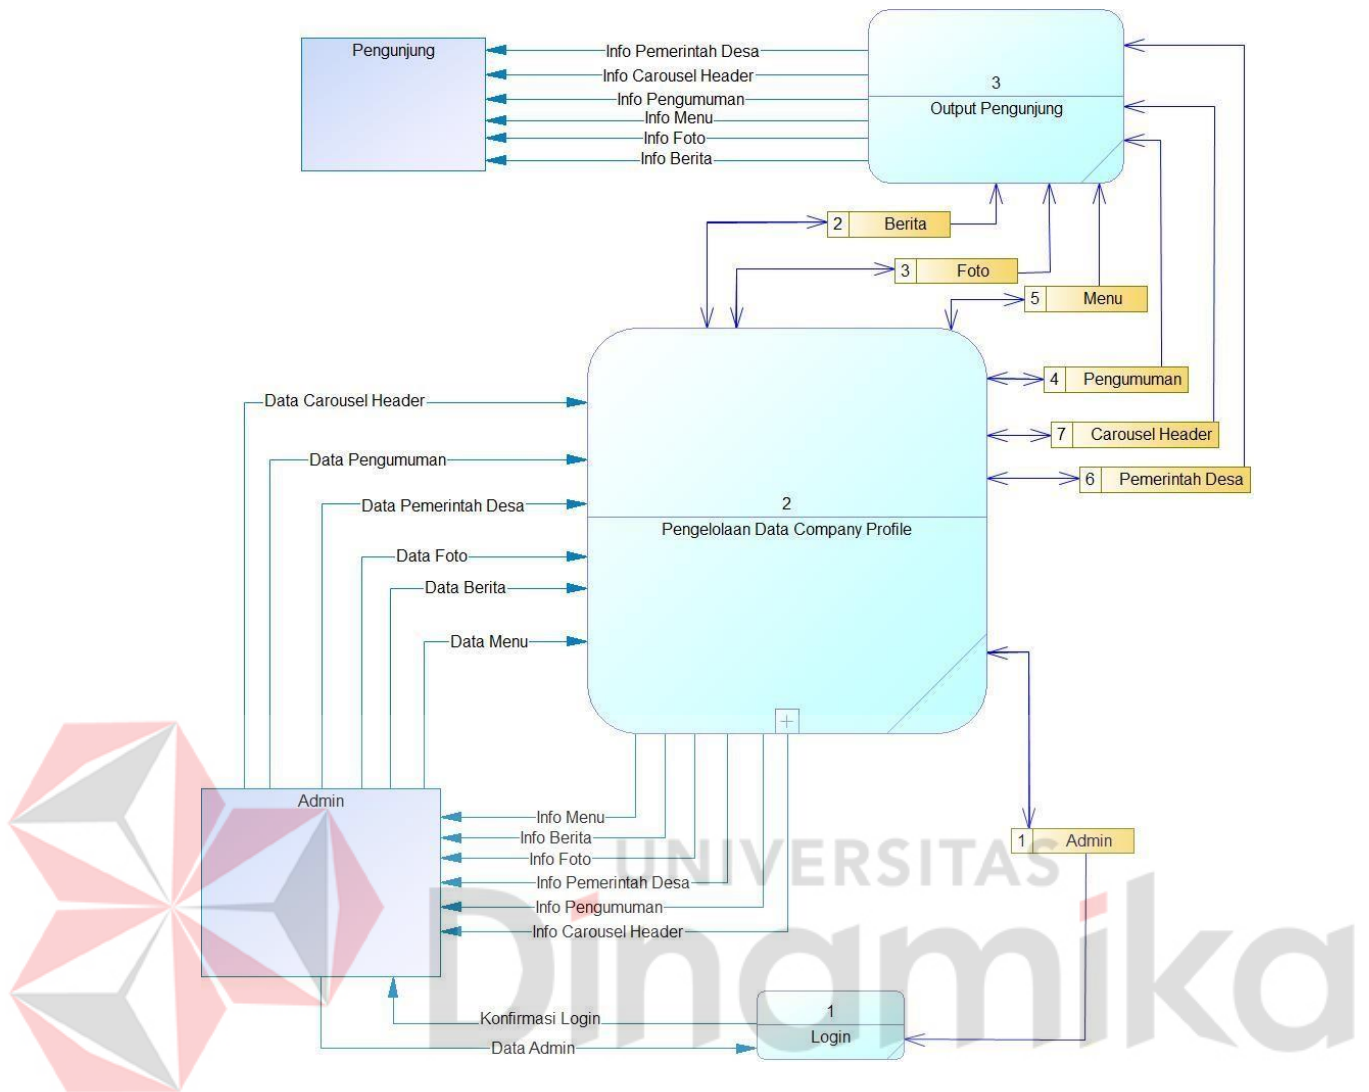 Pengunjung
Info Pemerintah Desa
Info Carousel Header
Info Pengumuman
Info Menu
Info Foto
Info Berita
3
Output Pengunjung
2 Berita
3 Foto
5 Menu
4 Pengumuman
7 Carousel Header
6 Pemerintah Desa
Data Carousel Header
Data Pengumuman
Data Pemerintah Desa
Data Foto
Data Berita
Data Menu
2
Pengelolaan Data Company Profile
Admin
Info Menu
Info Berita
Info Foto
Info Pemerintah Desa
Info Pengumuman
Info Carousel Header
1 Admin
UNIVERSITAS
Dinamika
Konfirmasi Login
Data Admin
1
Login